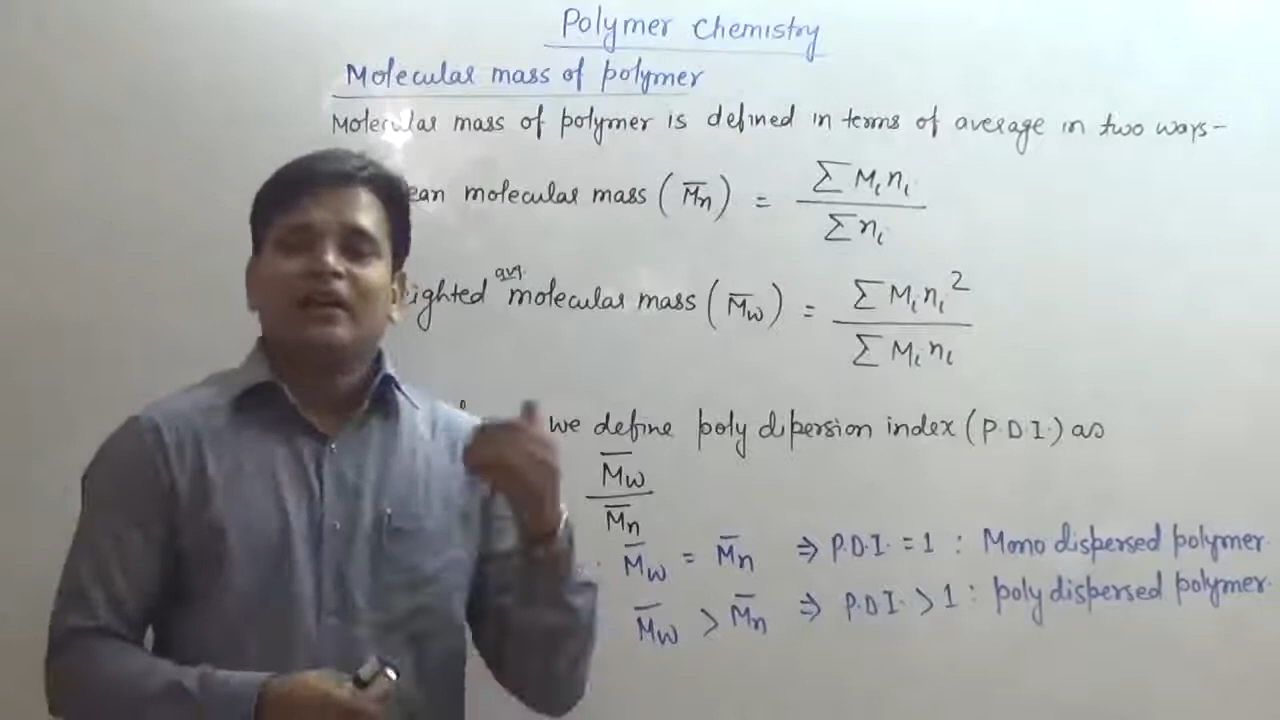 Polymer Chemistry
Molecular mass of polymer
Molecular mass of polymer is defined in terms of average in two ways-
ean molecular mass (M̅n) = ΣMᵢnᵢ / Σnᵢ
ighted avg. molecular mass (M̅w) = ΣMᵢnᵢ² / ΣMᵢnᵢ
we define poly dipersion index (P.D.I.) as
M̅w / M̅n
M̅w = M̅n ⇒ P.D.I. = 1 : Mono dispersed polymer.
M̅w > M̅n ⇒ P.D.I. > 1 : poly dispersed polymer.